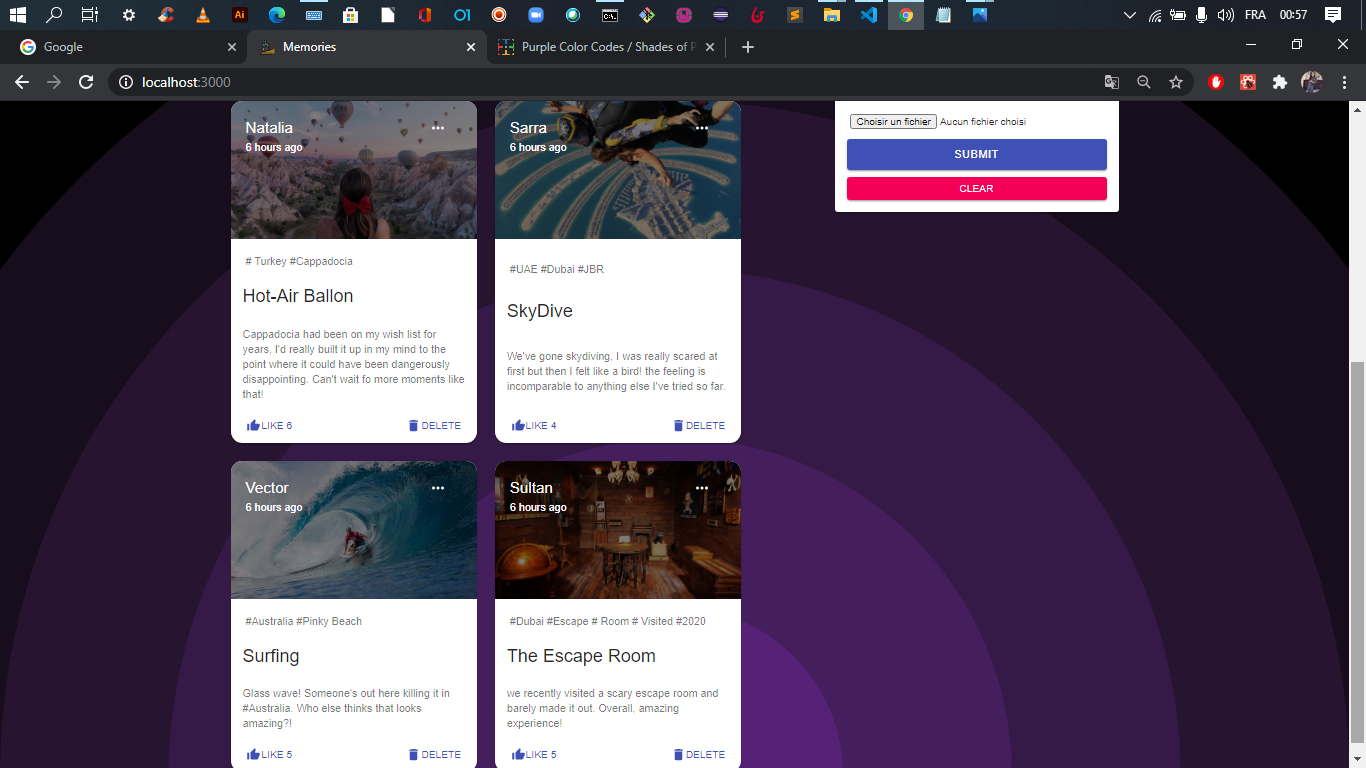 FRA
00:57
Google
Memories
Purple Color Codes / Shades of P
localhost:3000
Natalia
6 hours ago
# Turkey #Cappadocia
Hot-Air Ballon
Cappadocia had been on my wish list for
years, I'd really built it up in my mind to the
point where it could have been dangerously
disappointing. Can't wait fo more moments like
that!
LIKE 6
DELETE
Sarra
6 hours ago
#UAE #Dubai #JBR
SkyDive
We've gone skydiving, I was really scared at
first but then I felt like a bird! the feeling is
incomparable to anything else I've tried so far.
LIKE 4
DELETE
Choisir un fichier Aucun fichier choisi
SUBMIT
CLEAR
Vector
6 hours ago
#Australia #Pinky Beach
Surfing
Glass wave! Someone's out here killing it in
#Australia. Who else thinks that looks
amazing?!
LIKE 5
DELETE
Sultan
6 hours ago
#Dubai #Escape # Room # Visited #2020
The Escape Room
we recently visited a scary escape room and
barely made it out. Overall, amazing
experience!
LIKE 5
DELETE